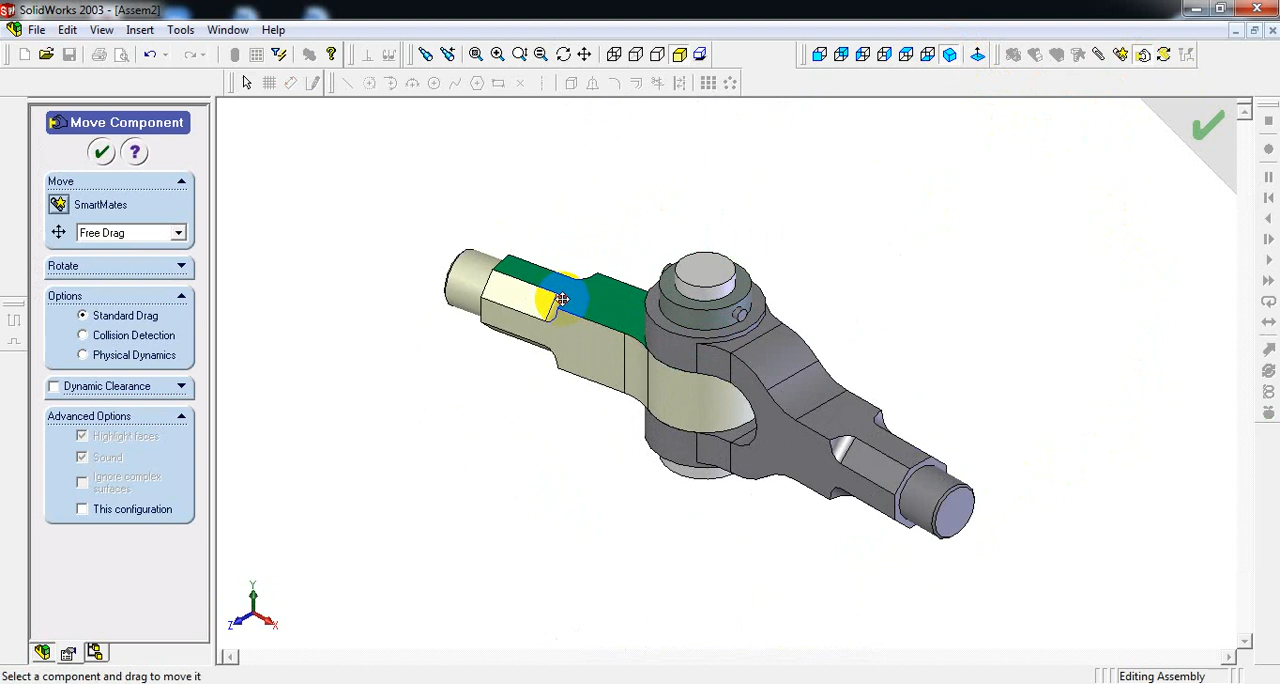 SolidWorks 2003 - [Assem2]
File Edit View Insert Tools Window Help
Move Component
Move
SmartMates
Free Drag
Rotate
Options
Standard Drag
Collision Detection
Physical Dynamics
Dynamic Clearance
Advanced Options
Highlight faces
Sound
Ignore complex
surfaces
This configuration
Y
Z
X
Select a component and drag to move it
Editing Assembly